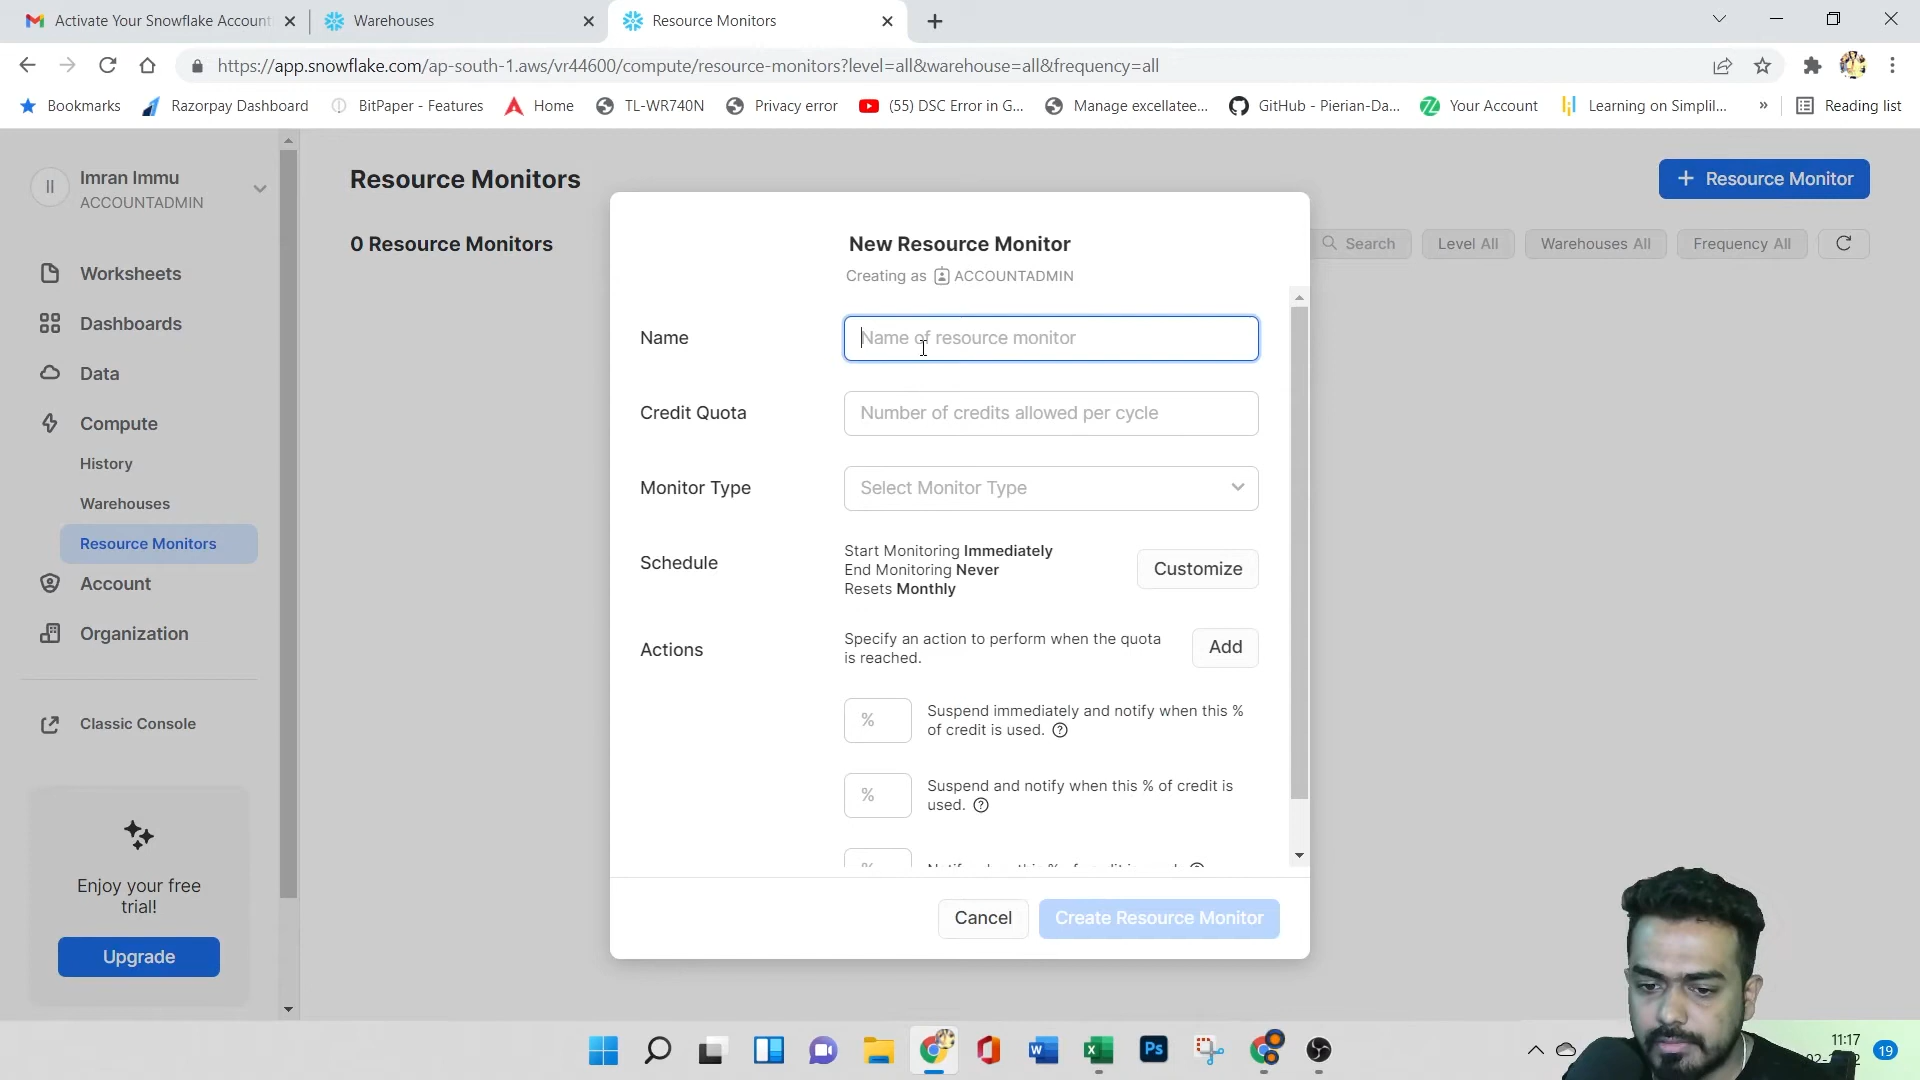 Activate Your Snowflake Account
Warehouses
Resource Monitors
https://app.snowflake.com/ap-south-1.aws/vr44600/compute/resource-monitors?level=all&warehouse=all&frequency=all
Bookmarks
Razorpay Dashboard
BitPaper - Features
Home
TL-WR740N
Privacy error
(55) DSC Error in G...
Manage excellatee...
GitHub - Pierian-Da...
Your Account
Learning on Simplil...
»
Reading list
II
Imran Immu
ACCOUNTADMIN
Worksheets
Dashboards
Data
Compute
History
Warehouses
Resource Monitors
Account
Organization
Classic Console
Enjoy your free
trial!
Upgrade
Resource Monitors
+ Resource Monitor
0 Resource Monitors
Search
Level All
Warehouses All
Frequency All
New Resource Monitor
Creating as ACCOUNTADMIN
Name
Name of resource monitor
Credit Quota
Number of credits allowed per cycle
Monitor Type
Select Monitor Type
Schedule
Start Monitoring Immediately
End Monitoring Never
Resets Monthly
Customize
Actions
Specify an action to perform when the quota
is reached.
Add
%
Suspend immediately and notify when this %
of credit is used.
%
Suspend and notify when this % of credit is
used.
Cancel
Create Resource Monitor
11:17
19